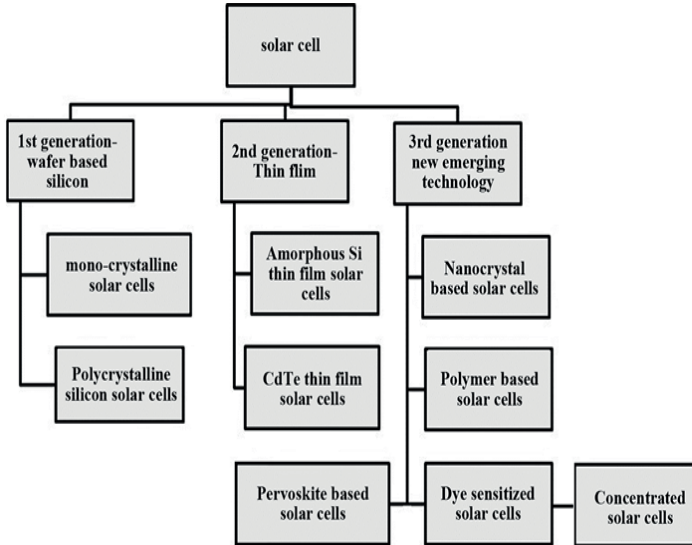 solar cell
1st generation-
wafer based
silicon
2nd generation-
Thin flim
3rd generation
new emerging
technology
mono-crystalline
solar cells
Amorphous Si
thin film solar
cells
Nanocrystal
based solar cells
Polycrystalline
silicon solar cells
CdTe thin film
solar cells
Polymer based
solar cells
Pervoskite based
solar cells
Dye sensitized
solar cells
Concentrated
solar cells